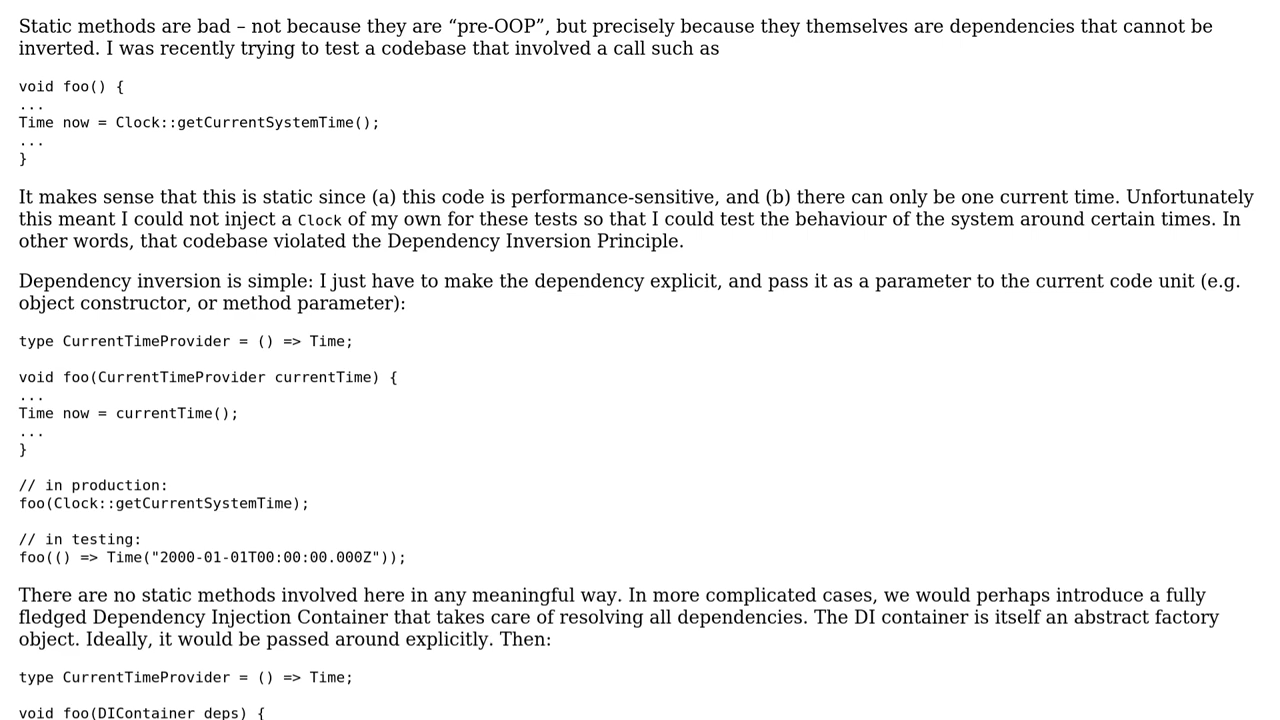 Static methods are bad – not because they are “pre-OOP”, but precisely because they themselves are dependencies that cannot be
inverted. I was recently trying to test a codebase that involved a call such as
void foo() {
...
Time now = Clock::getCurrentSystemTime();
...
}
It makes sense that this is static since (a) this code is performance-sensitive, and (b) there can only be one current time. Unfortunately
this meant I could not inject a Clock of my own for these tests so that I could test the behaviour of the system around certain times. In
other words, that codebase violated the Dependency Inversion Principle.
Dependency inversion is simple: I just have to make the dependency explicit, and pass it as a parameter to the current code unit (e.g.
object constructor, or method parameter):
type CurrentTimeProvider = () => Time;
void foo(CurrentTimeProvider currentTime) {
...
Time now = currentTime();
...
}
// in production:
foo(Clock::getCurrentSystemTime);
// in testing:
foo(() => Time("2000-01-01T00:00:00.000Z"));
There are no static methods involved here in any meaningful way. In more complicated cases, we would perhaps introduce a fully
fledged Dependency Injection Container that takes care of resolving all dependencies. The DI container is itself an abstract factory
object. Ideally, it would be passed around explicitly. Then:
type CurrentTimeProvider = () => Time;
void foo(DIContainer deps) {